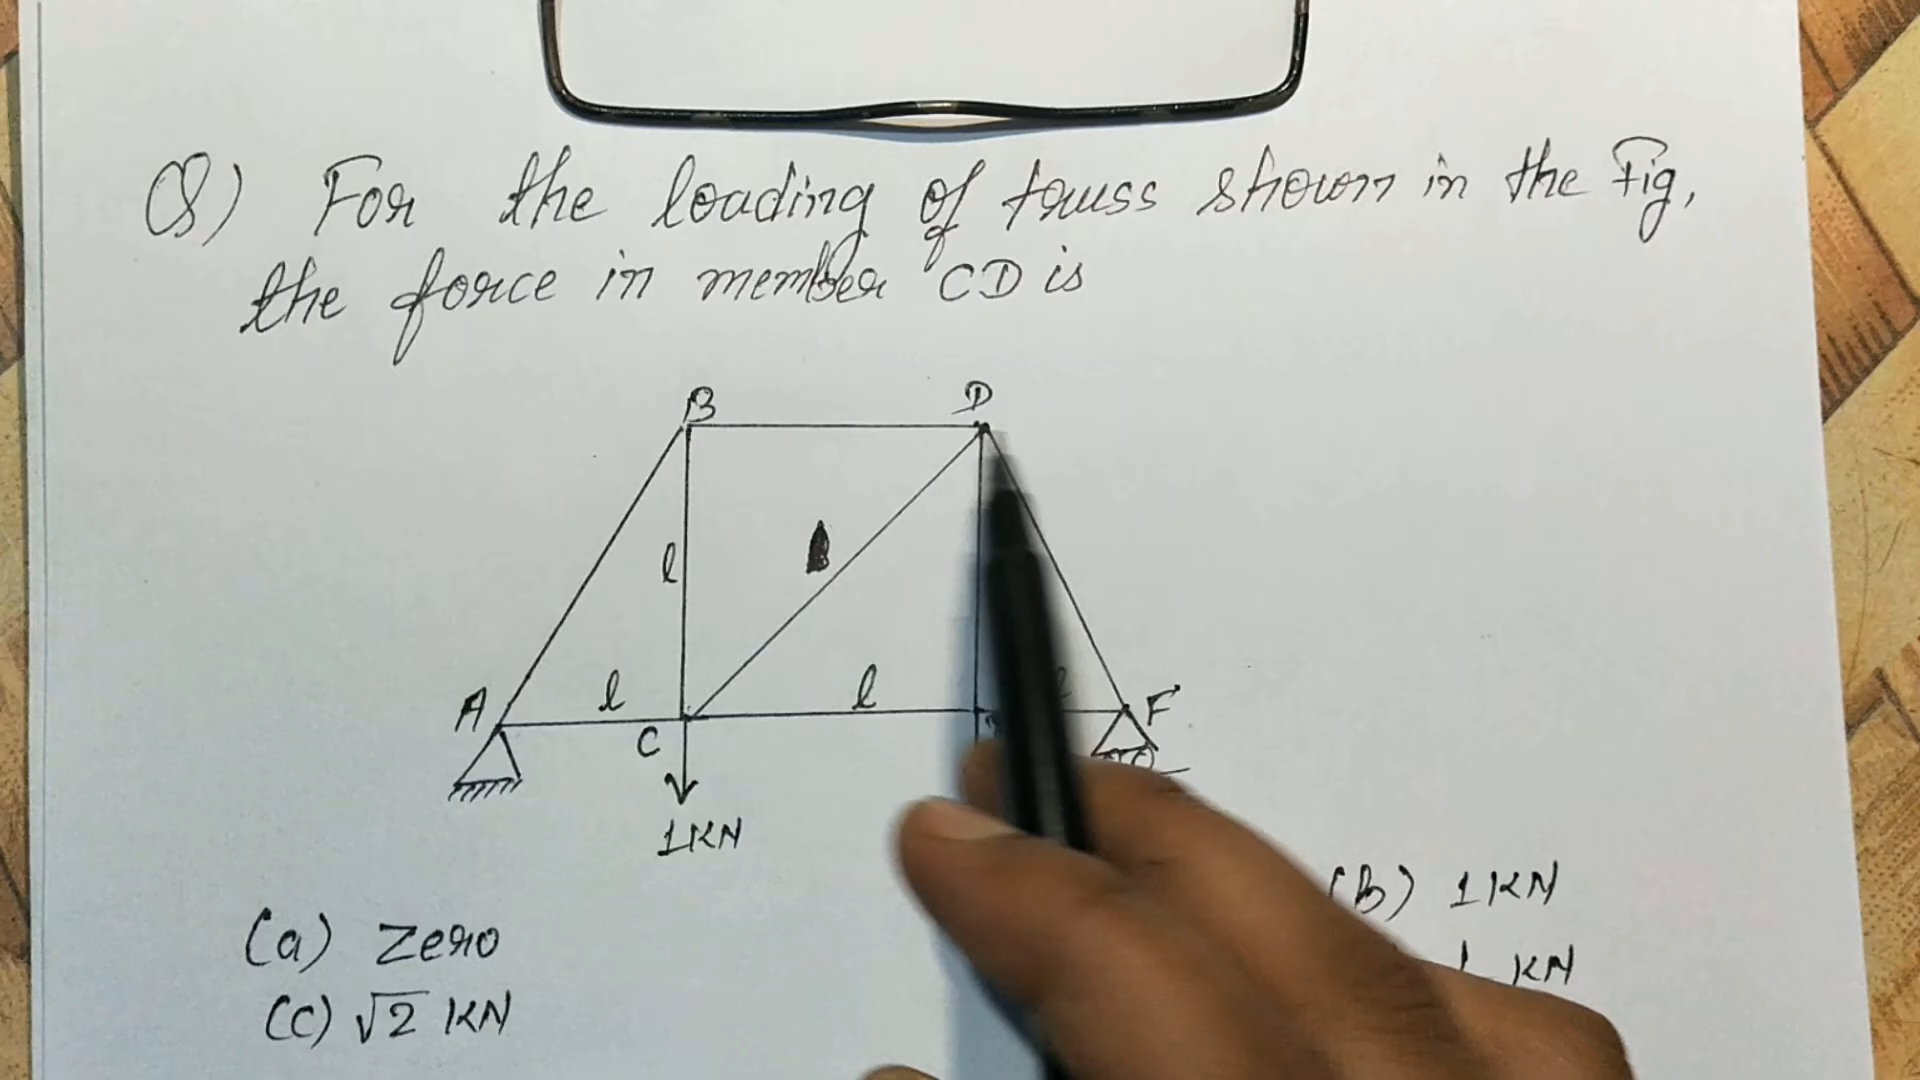 Q) For the loading of truss shown in the Fig,
the force in member CD is
B D
l
A l l l F
C
1KN
(a) Zero (B) 1KN
(C) √2 KN KN